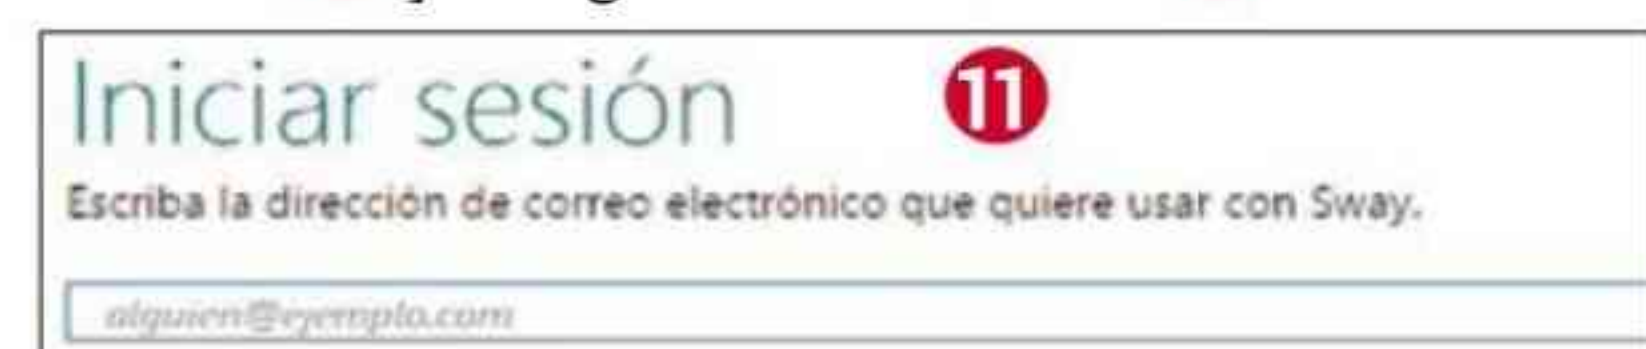 Iniciar sesión 11
Escriba la dirección de correo electrónico que quiere usar con Sway.
alguien@ejemplo.com